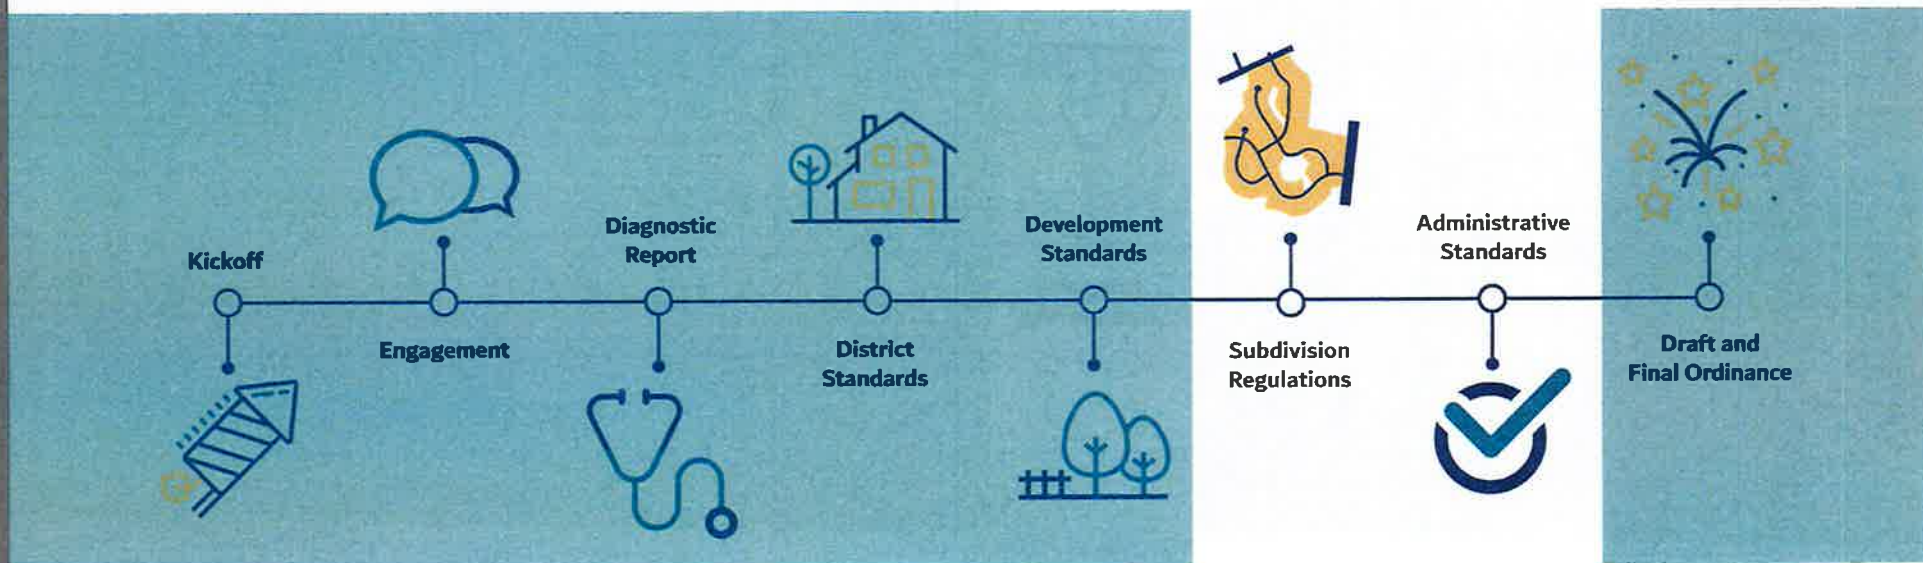 Kickoff
Engagement
Diagnostic
Report
District
Standards
Development
Standards
Subdivision
Regulations
Administrative
Standards
Draft and
Final Ordinance